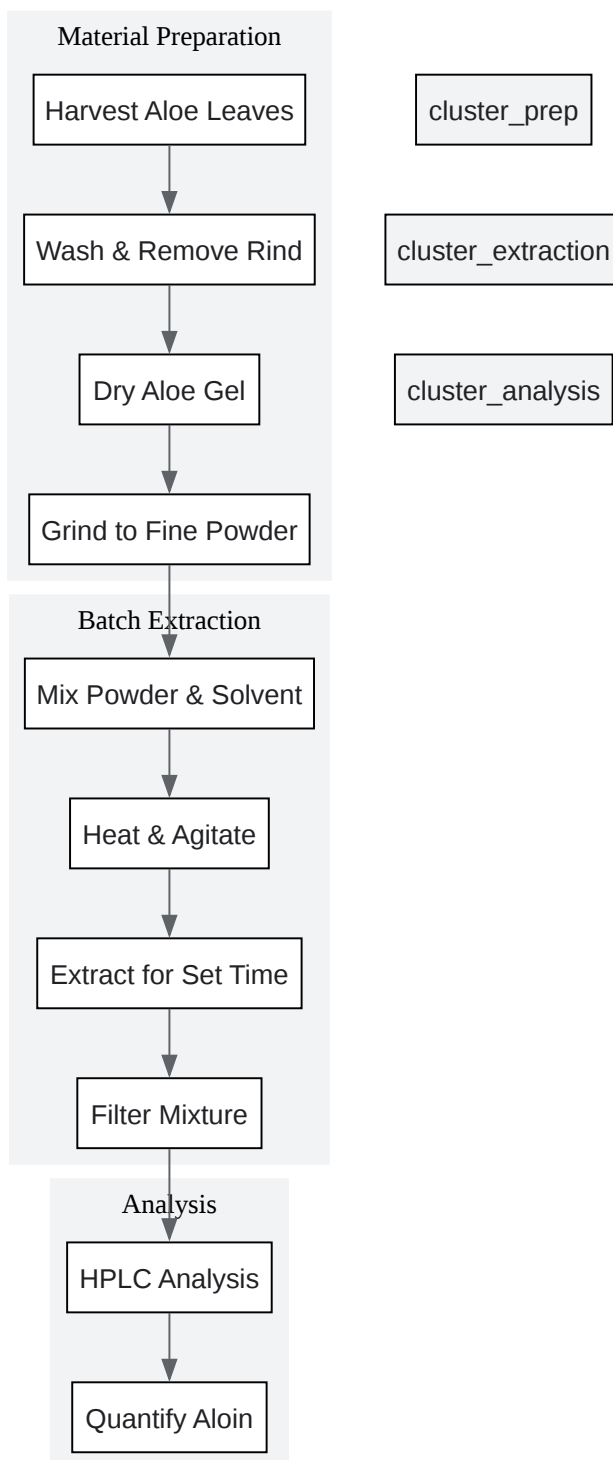 Material Preparation
Harvest Aloe Leaves
cluster_prep
Wash & Remove Rind
cluster_extraction
Dry Aloe Gel
cluster_analysis
Grind to Fine Powder
Batch Extraction
Mix Powder & Solvent
Heat & Agitate
Extract for Set Time
Filter Mixture
Analysis
HPLC Analysis
Quantify Aloin